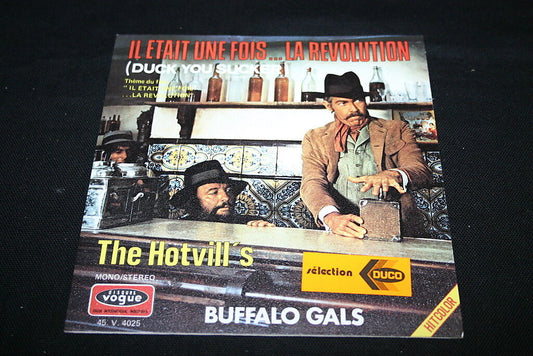 IL ETAIT UNE FOIS... LA REVOLUTION
(DUCK YOU SUCKER)
Thème du film
" IL ETAIT UNE FOIS
...LA REVOLUTION"
The Hotvill's
MONO/STEREO
sélection DUCO
DISQUES
vogue
45. V. 4025
BUFFALO GALS
HITCOLOR